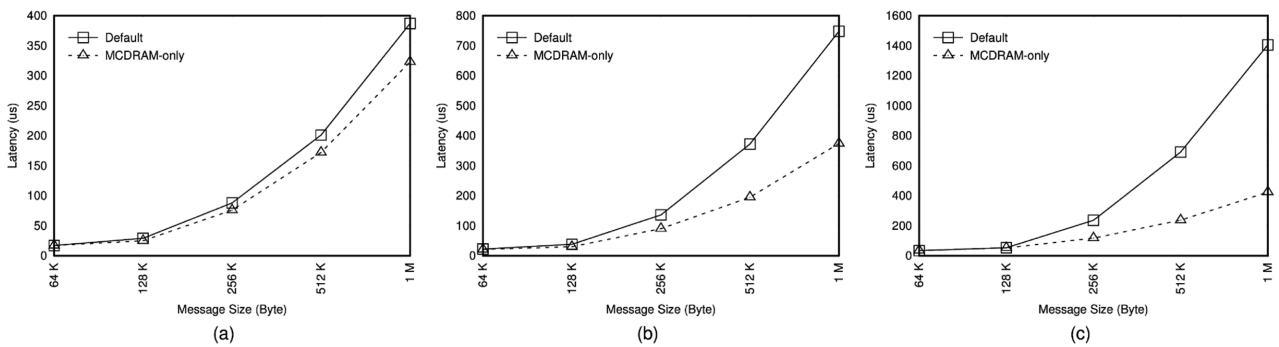 400
350
300
250
200
150
100
50
0
Latency (us)
Default
MCDRAM-only
64 K
128 K
256 K
512 K
1 M
Message Size (Byte)
(a)
800
700
600
500
400
300
200
100
0
Latency (us)
Default
MCDRAM-only
64 K
128 K
256 K
512 K
1 M
Message Size (Byte)
(b)
1600
1400
1200
1000
800
600
400
200
0
Latency (us)
Default
MCDRAM-only
64 K
128 K
256 K
512 K
1 M
Message Size (Byte)
(c)